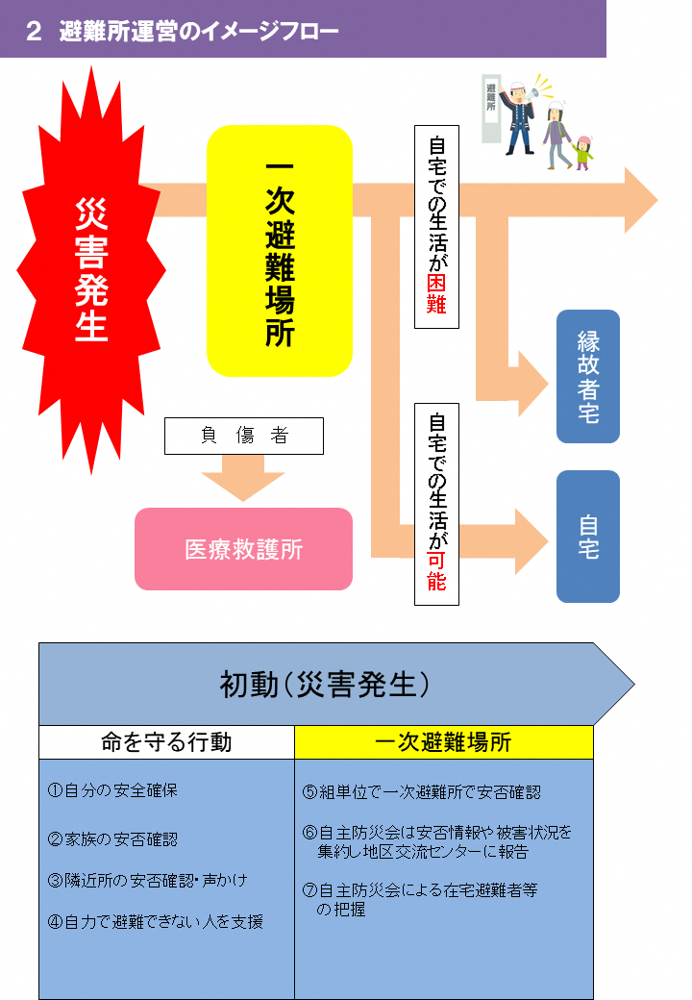 2 避難所運営のイメージフロー
避難所
災害発生
一次避難場所
自宅での生活が困難
縁故者宅
負 傷 者
医療救護所
自宅での生活が可能
自宅
初動(災害発生)
命を守る行動
一次避難場所
①自分の安全確保
②家族の安否確認
③隣近所の安否確認・声かけ
④自力で避難できない人を支援
⑤組単位で一次避難所で安否確認
⑥自主防災会は安否情報や被害状況を
集約し地区交流センターに報告
⑦自主防災会による在宅避難者等
の把握